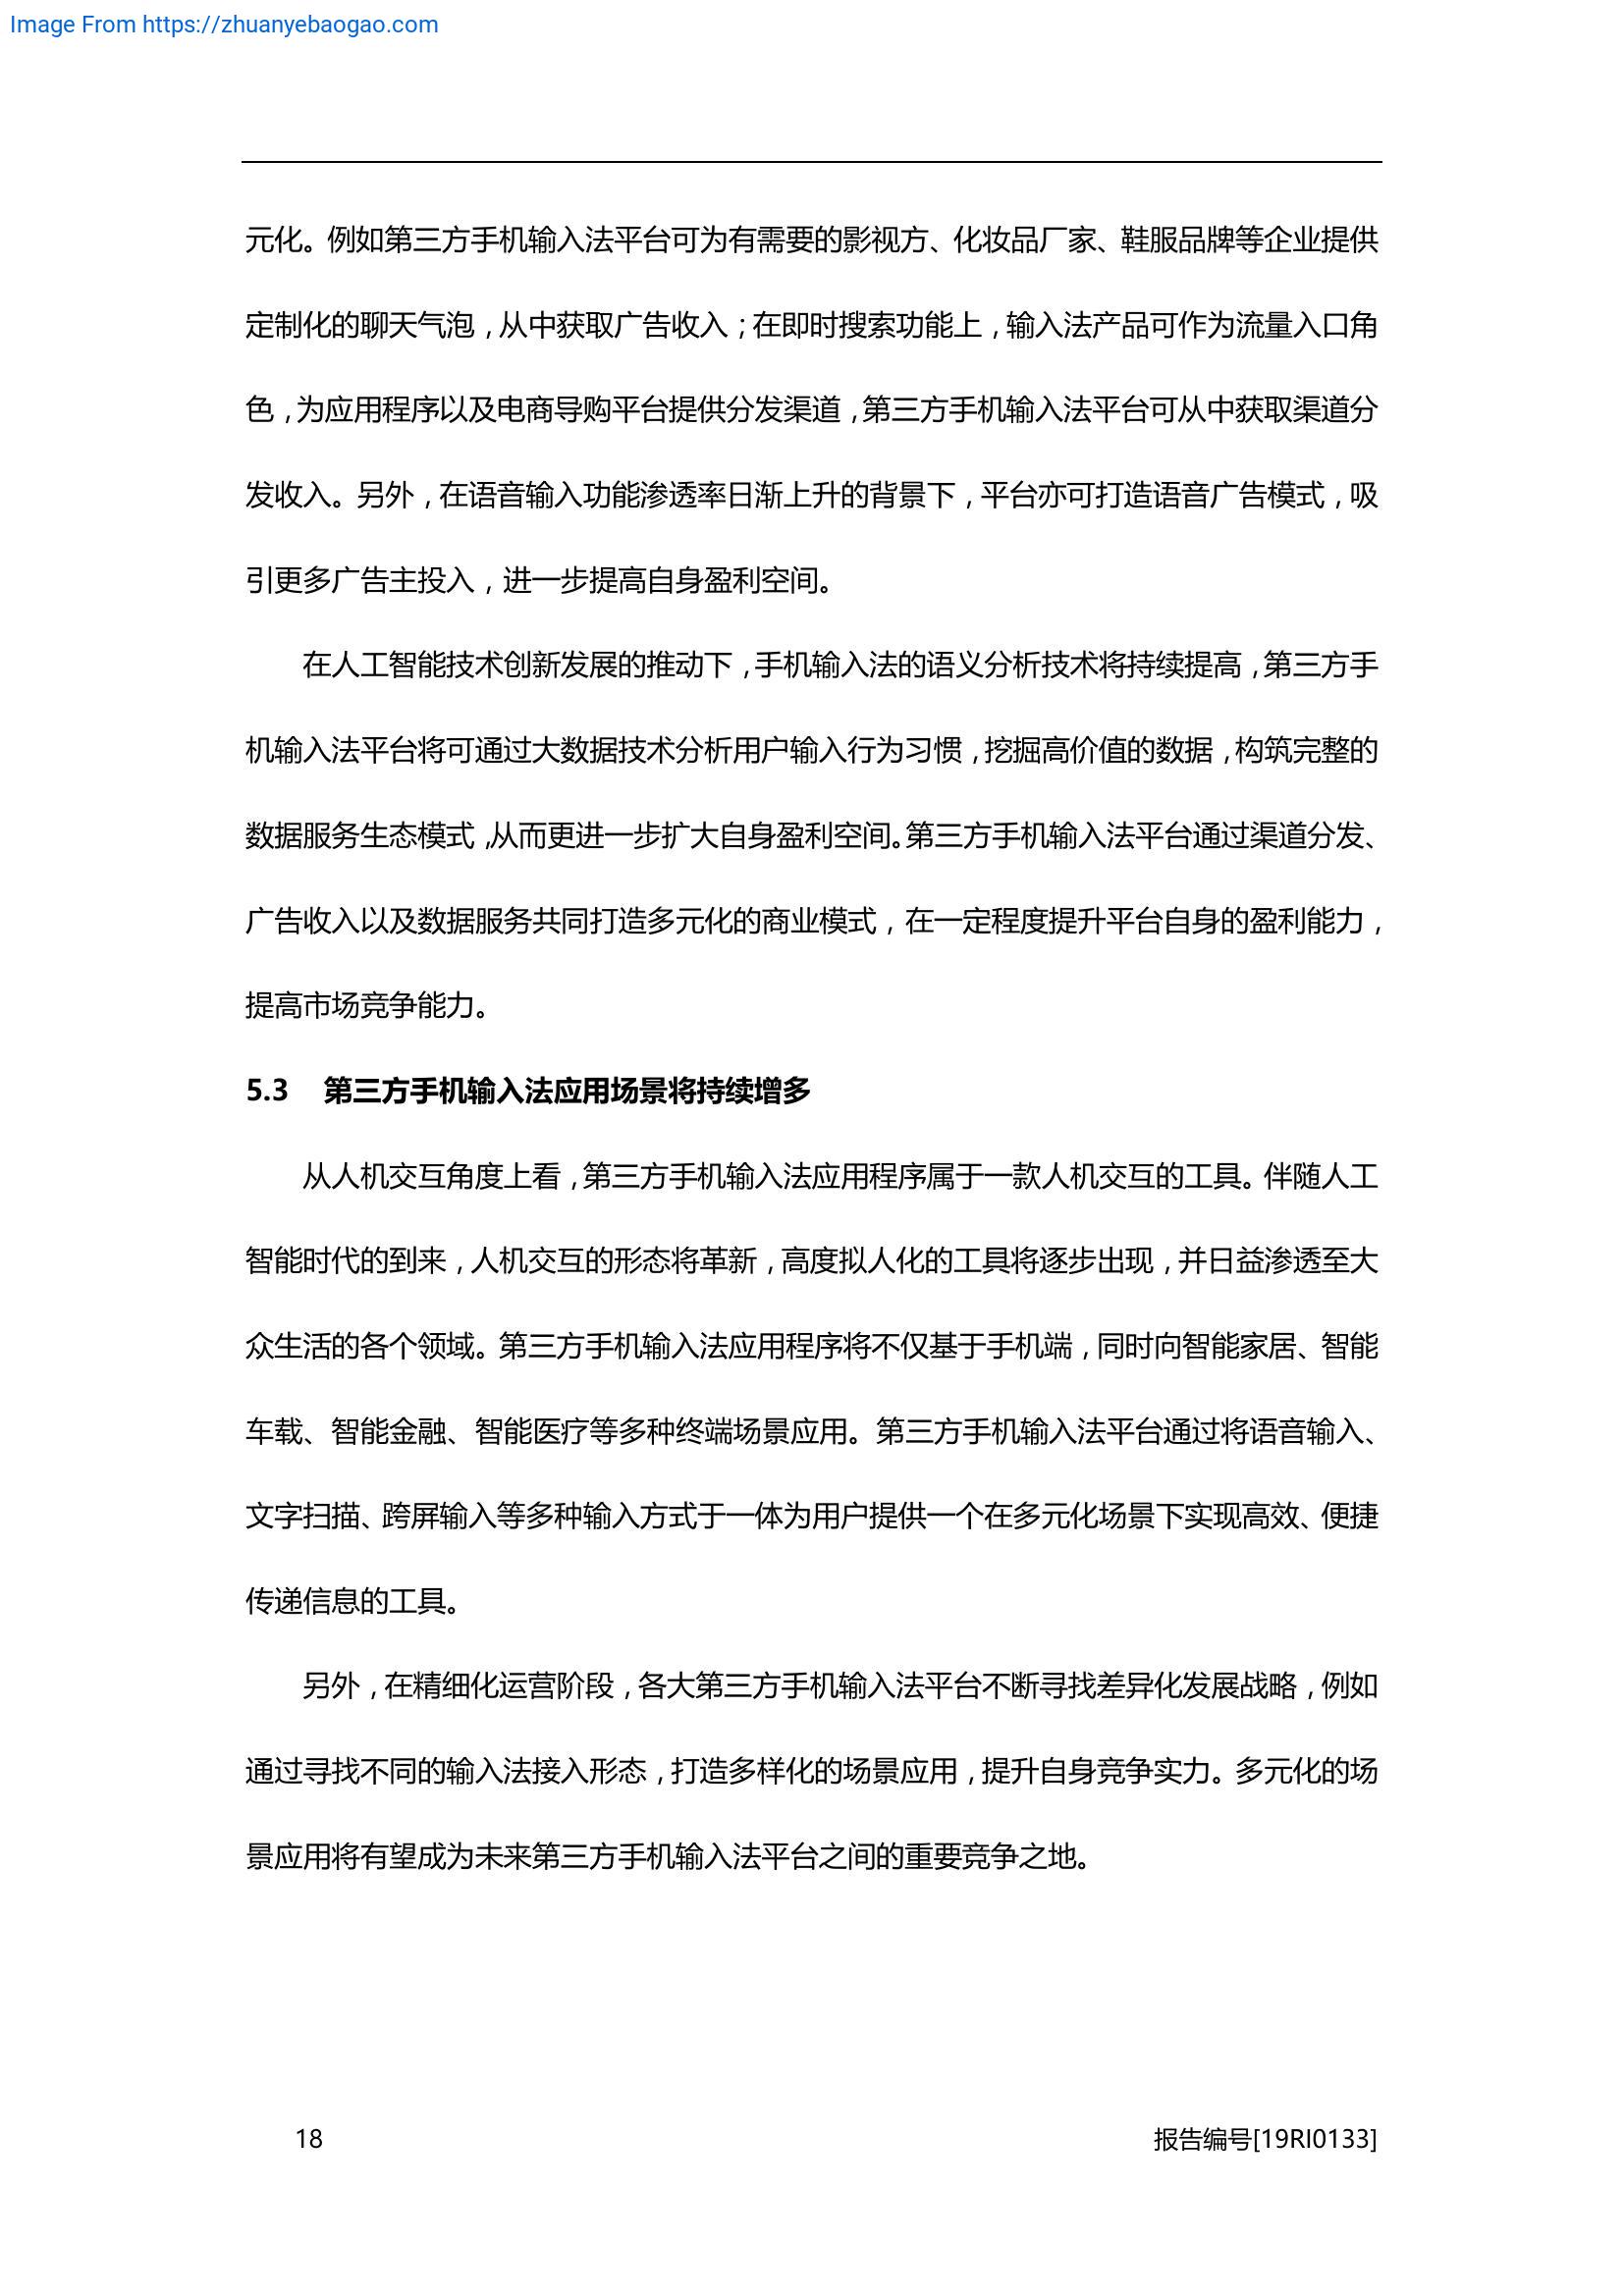 Image From https://zhuanyebaogao.com
元化。例如第三方手机输入法平台可为有需要的影视方、化妆品厂家、鞋服品牌等企业提供
定制化的聊天气泡，从中获取广告收入；在即时搜索功能上，输入法产品可作为流量入口角
色，为应用程序以及电商导购平台提供分发渠道，第三方手机输入法平台可从中获取渠道分
发收入。另外，在语音输入功能渗透率日渐上升的背景下，平台亦可打造语音广告模式，吸
引更多广告主投入，进一步提高自身盈利空间。
在人工智能技术创新发展的推动下，手机输入法的语义分析技术将持续提高，第三方手
机输入法平台将可通过大数据技术分析用户输入行为习惯，挖掘高价值的数据，构筑完整的
数据服务生态模式，从而更进一步扩大自身盈利空间。第三方手机输入法平台通过渠道分发、
广告收入以及数据服务共同打造多元化的商业模式，在一定程度提升平台自身的盈利能力，
提高市场竞争能力。
5.3 第三方手机输入法应用场景将持续增多
从人机交互角度上看，第三方手机输入法应用程序属于一款人机交互的工具。伴随人工
智能时代的到来，人机交互的形态将革新，高度拟人化的工具将逐步出现，并日益渗透至大
众生活的各个领域。第三方手机输入法应用程序将不仅基于手机端，同时向智能家居、智能
车载、智能金融、智能医疗等多种终端场景应用。第三方手机输入法平台通过将语音输入、
文字扫描、跨屏输入等多种输入方式于一体为用户提供一个在多元化场景下实现高效、便捷
传递信息的工具。
另外，在精细化运营阶段，各大第三方手机输入法平台不断寻找差异化发展战略，例如
通过寻找不同的输入法接入形态，打造多样化的场景应用，提升自身竞争实力。多元化的场
景应用将有望成为未来第三方手机输入法平台之间的重要竞争之地。
18 报告编号[19RI0133]